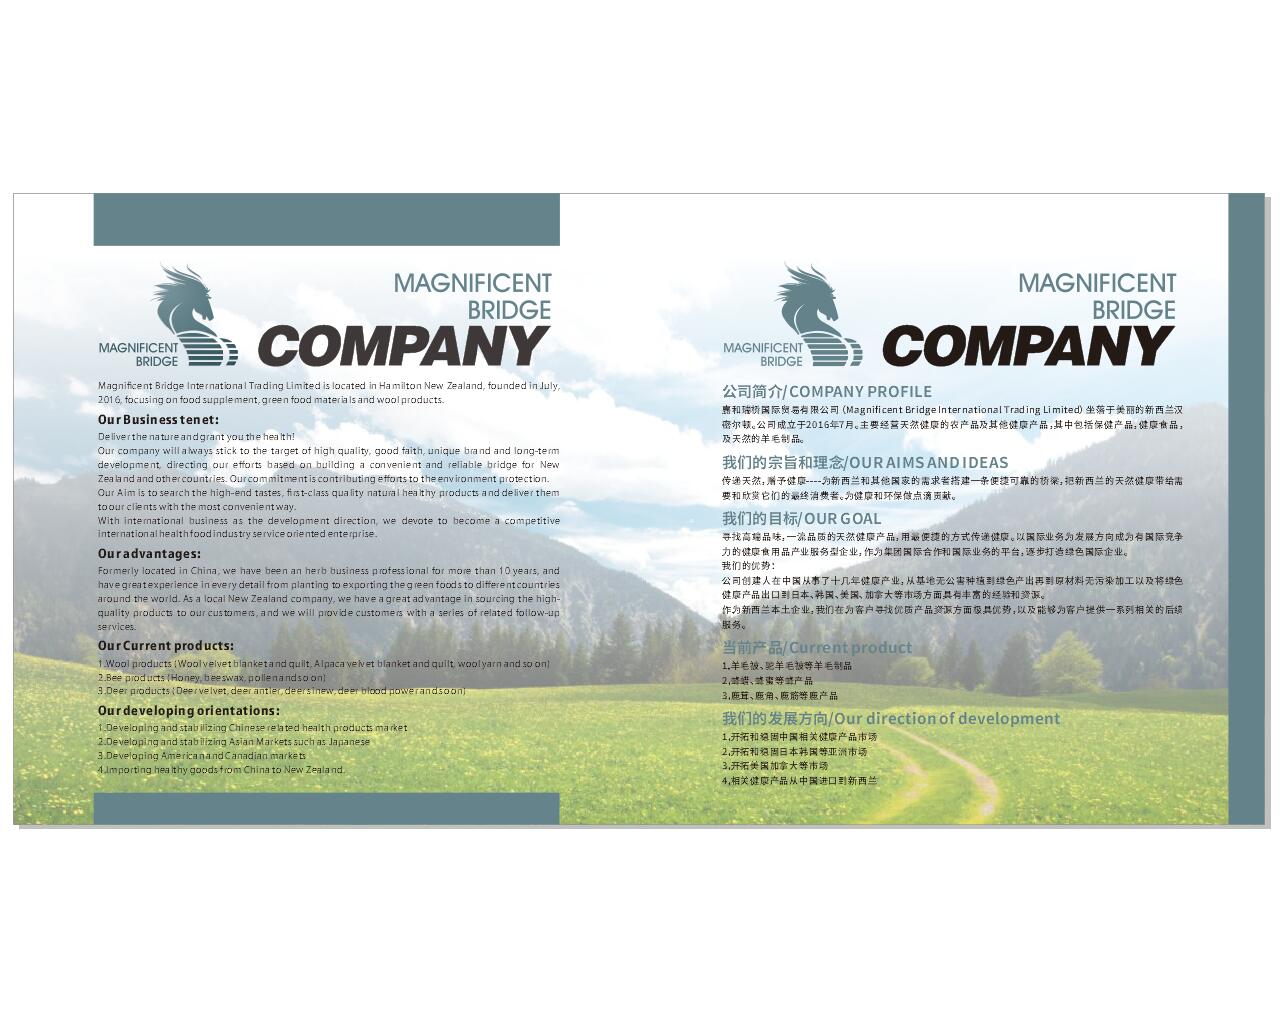 MAGNIFICENT
BRIDGE
MAGNIFICENT
BRIDGE
COMPANY
Magnificent Bridge International Trading Limited is located in Hamilton New Zealand, founded in July,
2016, focusing on food supplement, green food materials and wool products.
Our Business tenet:
Deliver the nature and grant you the health!
Our company will always stick to the target of high quality, good faith, unique brand and long-term
development, directing our efforts based on building a convenient and reliable bridge for New
Zealand and other countries. Our commitment is contributing efforts to the environment protection.
Our Aim is to search the high-end tastes, first-class quality natural healthy products and deliver them
to our clients with the most convenient way.
With international business as the development direction, we devote to become a competitive
International health food industry service oriented enterprise.
Our advantages:
Formerly located in China, we have been an herb business professional for more than 10 years, and
have great experience in every detail from planting to exporting the green foods to different countries
around the world. As a local New Zealand company, we have a great advantage in sourcing the high-
quality products to our customers, and we will provide customers with a series of related follow-up
services.
Our Current products:
1.Wool products (Wool velvet blanket and quilt, Alpaca velvet blanket and quilt, wool yarn and so on)
2.Bee products (Honey, beeswax, pollen and so on)
3.Deer products (Deer velvet, deer antler, deer sinew, deer blood power and so on)
Our developing orientations:
1.Developing and stabilizing Chinese related health products market
2.Developing and stabilizing Asian Markets such as Japanese
3.Developing American and Canadian markets
4.Importing healthy goods from China to New Zealand.
MAGNIFICENT
BRIDGE
MAGNIFICENT
BRIDGE
COMPANY
公司简介/COMPANY PROFILE
嘉和瑞桥国际贸易有限公司（Magnificent Bridge International Trading Limited）坐落于美丽的新西兰汉
密尔顿。公司成立于2016年7月。主要经营天然健康的农产品及其他健康产品，其中包括保健产品，健康食品，
及天然的羊毛制品。
我们的宗旨和理念/OUR AIMS AND IDEAS
传递天然，赠予健康----为新西兰和其他国家的需求者搭建一条便捷可靠的桥梁，把新西兰的天然健康带给需
要和欣赏它们的最终消费者。为健康和环保做点滴贡献。
我们的目标/OUR GOAL
寻找高端品味，一流品质的天然健康产品，用最便捷的方式传递健康。以国际业务为发展方向成为有国际竞争
力的健康食用品产业服务型企业，作为集团国际合作和国际业务的平台，逐步打造绿色国际企业。
我们的优势：
公司创建人在中国从事了十几年健康产业，从基地无公害种植到绿色产出再到原材料无污染加工以及将绿色
健康产品出口到日本、韩国、美国、加拿大等市场方面具有丰富的经验和资源。
作为新西兰本土企业，我们在为客户寻找优质产品资源方面极具优势，以及能够为客户提供一系列相关的后续
服务。
当前产品/Current product
1,羊毛被、驼羊毛被等羊毛制品
2,蜂蜡、蜂蜜等蜂产品
3,鹿茸、鹿角、鹿筋等鹿产品
我们的发展方向/Our direction of development
1,开拓和稳固中国相关健康产品市场
2,开拓和稳固日本韩国等亚洲市场
3,开拓美国加拿大等市场
4,相关健康产品从中国进口到新西兰